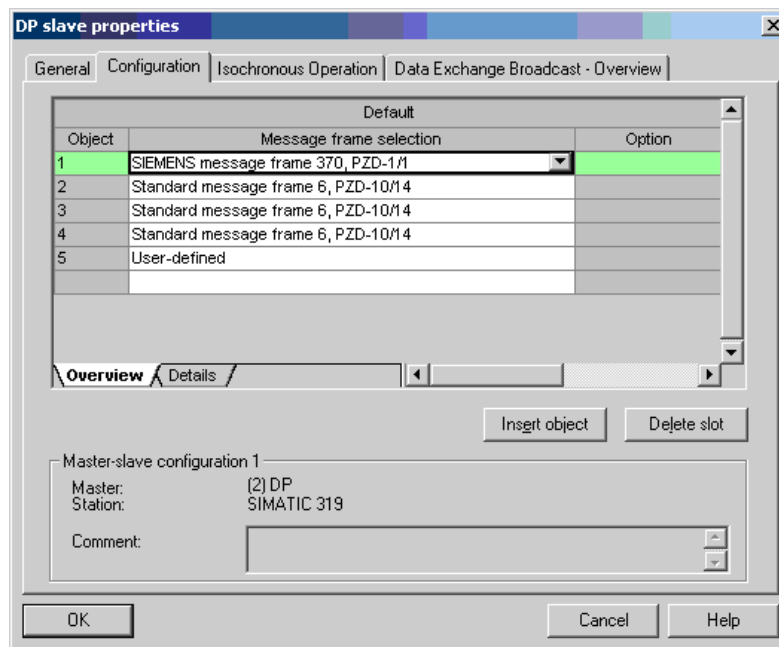 DP slave properties
General Configuration Isochronous Operation Data Exchange Broadcast - Overview
Default
Object Message frame selection Option
1 SIEMENS message frame 370, PZD-1/1
2 Standard message frame 6, PZD-10/14
3 Standard message frame 6, PZD-10/14
4 Standard message frame 6, PZD-10/14
5 User-defined
Overview Details
Insert object Delete slot
Master-slave configuration 1
Master: (2) DP
Station: SIMATIC 319
Comment:
OK Cancel Help